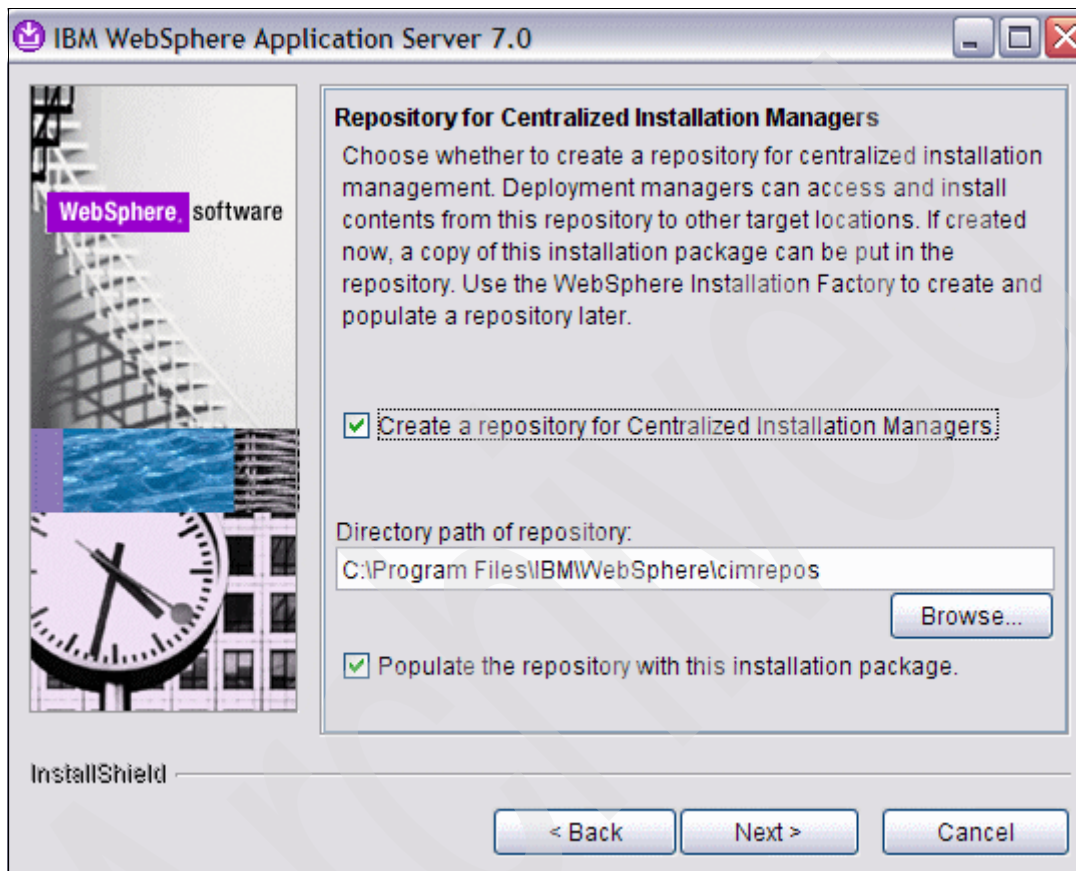 IBM WebSphere Application Server 7.0
WebSphere. software
Repository for Centralized Installation Managers
Choose whether to create a repository for centralized installation
management. Deployment managers can access and install
contents from this repository to other target locations. If created
now, a copy of this installation package can be put in the
repository. Use the WebSphere Installation Factory to create and
populate a repository later.
Create a repository for Centralized Installation Managers
Directory path of repository:
C:\Program Files\IBM\WebSphere\cimrepos
Browse...
Populate the repository with this installation package.
InstallShield
< Back
Next >
Cancel